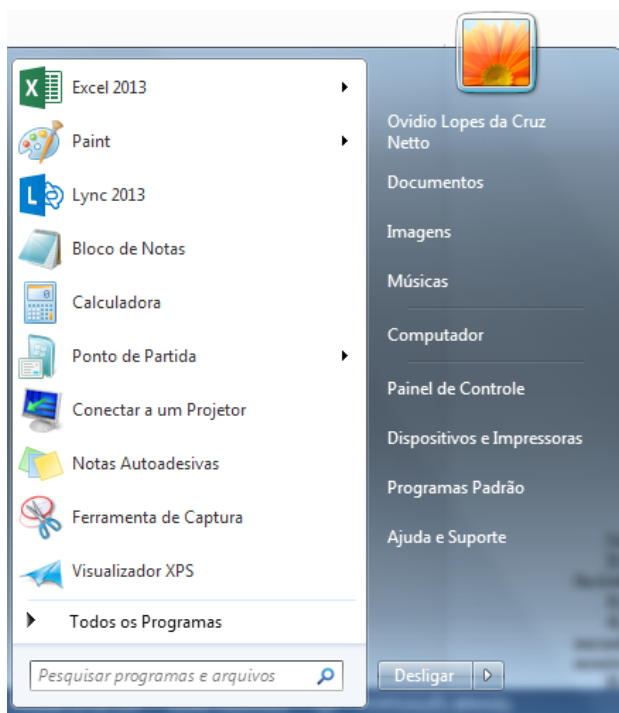 Excel 2013
Paint
Lync 2013
Bloco de Notas
Calculadora
Ponto de Partida
Conectar a um Projetor
Notas Autoadesivas
Ferramenta de Captura
Visualizador XPS
Todos os Programas
Pesquisar programas e arquivos
Ovidio Lopes da Cruz
Netto
Documentos
Imagens
Músicas
Computador
Painel de Controle
Dispositivos e Impressoras
Programas Padrão
Ajuda e Suporte
Desligar